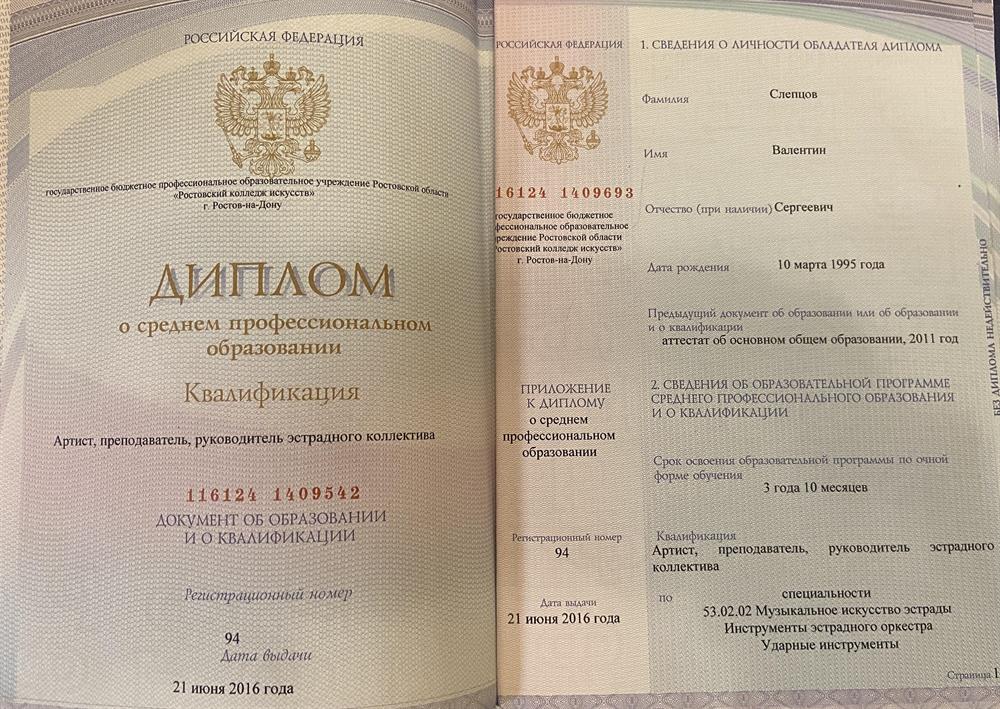 РОССИЙСКАЯ ФЕДЕРАЦИЯ
государственное бюджетное профессиональное образовательное учреждение Ростовской области
«Ростовский колледж искусств»
г. Ростов-на-Дону
ДИПЛОМ
о среднем профессиональном
образовании
Квалификация
Артист, преподаватель, руководитель эстрадного коллектива
116124 1409542
ДОКУМЕНТ ОБ ОБРАЗОВАНИИ
И О КВАЛИФИКАЦИИ
Регистрационный номер
94
Дата выдачи
21 июня 2016 года
РОССИЙСКАЯ ФЕДЕРАЦИЯ
16124 1409693
государственное бюджетное
фессиональное образовательное
реждение Ростовской области
остовский колледж искусств»
г. Ростов-на-Дону
ПРИЛОЖЕНИЕ
К ДИПЛОМУ
о среднем
профессиональном
образовании
Регистрационный номер
94
Дата выдачи
21 июня 2016 года
1. СВЕДЕНИЯ О ЛИЧНОСТИ ОБЛАДАТЕЛЯ ДИПЛОМА
Фамилия Слепцов
Имя Валентин
Отчество (при наличии) Сергеевич
Дата рождения 10 марта 1995 года
Предыдущий документ об образовании или об образовании
и о квалификации
аттестат об основном общем образовании, 2011 год
2. СВЕДЕНИЯ ОБ ОБРАЗОВАТЕЛЬНОЙ ПРОГРАММЕ
СРЕДНЕГО ПРОФЕССИОНАЛЬНОГО ОБРАЗОВАНИЯ
И О КВАЛИФИКАЦИИ
Срок освоения образовательной программы по очной
форме обучения
3 года 10 месяцев
Квалификация
Артист, преподаватель, руководитель эстрадного
коллектива
по специальности
53.02.02 Музыкальное искусство эстрады
Инструменты эстрадного оркестра
Ударные инструменты
Страница 1
БЕЗ ДИПЛОМА НЕДЕЙСТВИТЕЛЬНО